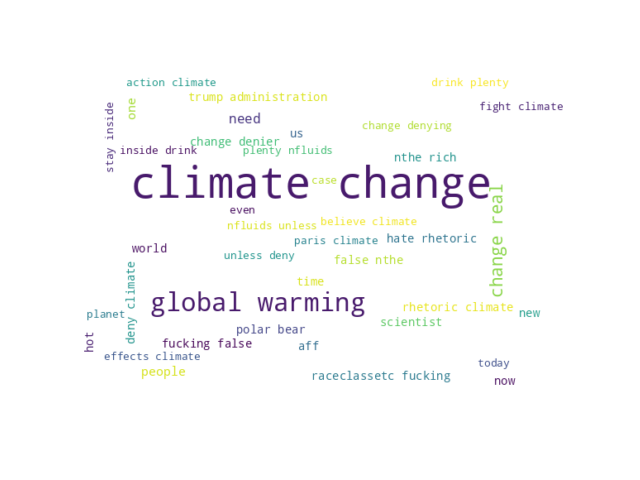 action climate
drink plenty
trump administration
one
stay inside
fight climate
need
change denying
us
change denier
inside drink
plenty nfluids
nthe rich
climate change
case
change real
even
nfluids unless
believe climate
paris climate
hate rhetoric
world
unless deny
false nthe
deny climate
time
global warming
rhetoric climate
planet
new
scientist
polar bear
hot
fucking false
aff
effects climate
today
people
raceclassetc fucking
now